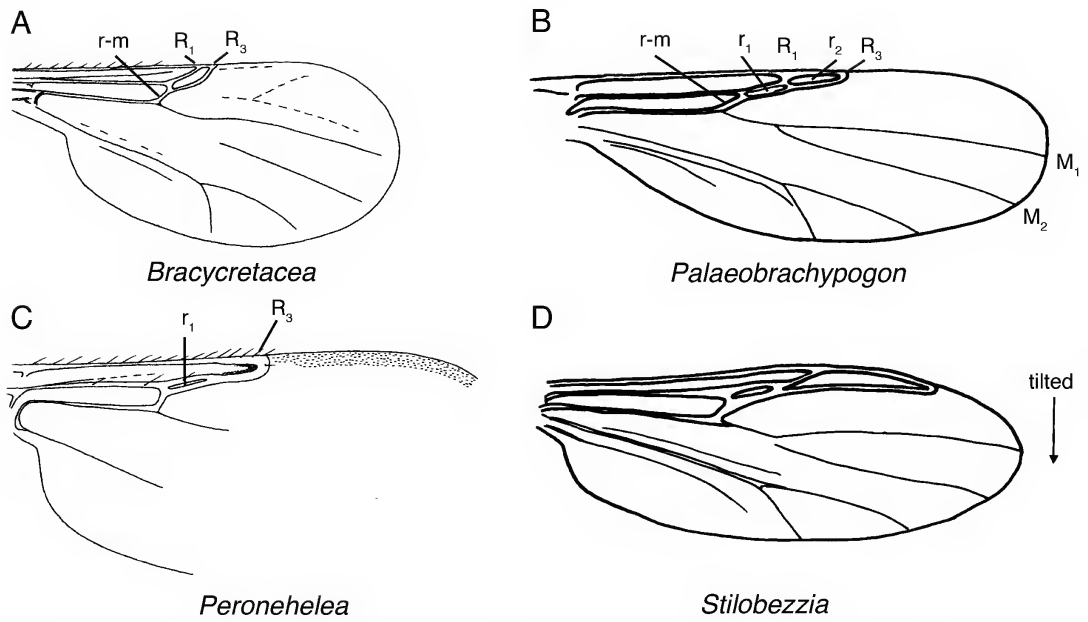 A
r-m R1 R3
Bracycretacea
B
r-m r1 R1 r2 R3
M1
M2
Palaeobrachypogon
C
r1 R3
Peronehelea
D
tilted
Stilobezzia